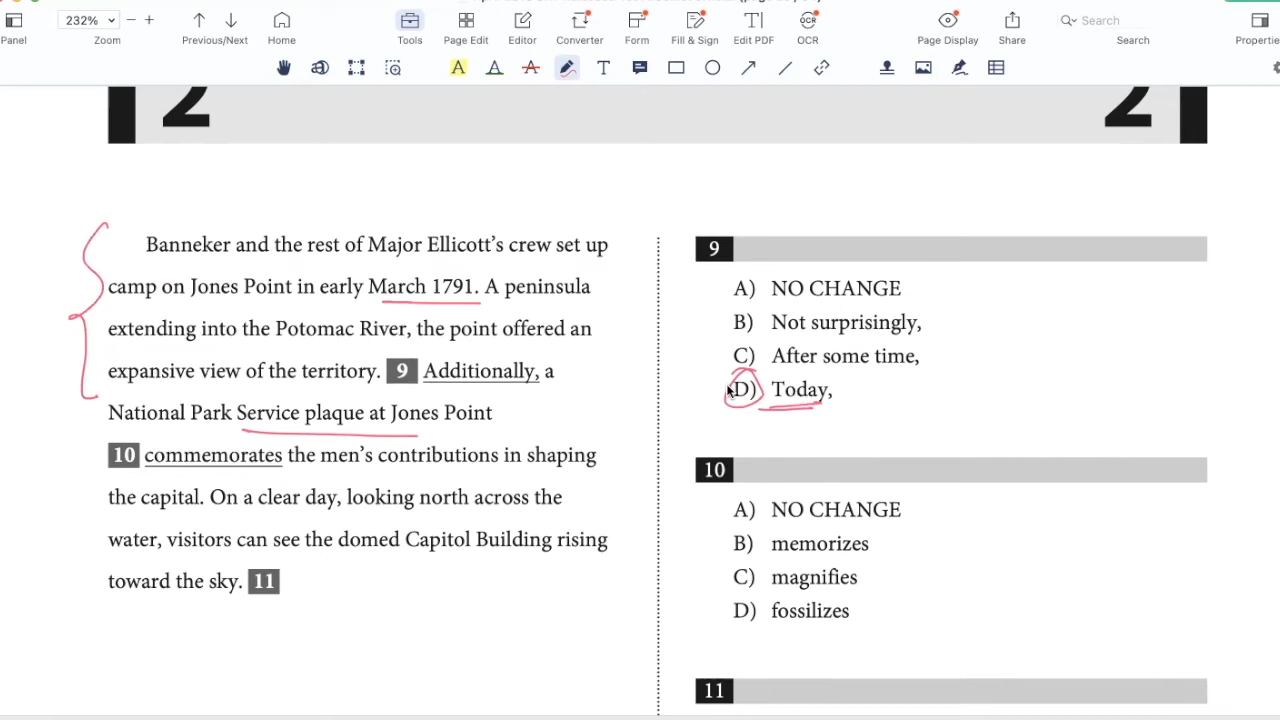 232%
Panel Zoom Previous/Next Home Tools Page Edit Editor Converter Form Fill & Sign Edit PDF OCR Page Display Share Search Search
2 2
Banneker and the rest of Major Ellicott's crew set up
camp on Jones Point in early March 1791. A peninsula
extending into the Potomac River, the point offered an
expansive view of the territory. 9 Additionally, a
National Park Service plaque at Jones Point
10 commemorates the men's contributions in shaping
the capital. On a clear day, looking north across the
water, visitors can see the domed Capitol Building rising
toward the sky. 11
9
A) NO CHANGE
B) Not surprisingly,
C) After some time,
D) Today,
10
A) NO CHANGE
B) memorizes
C) magnifies
D) fossilizes
11